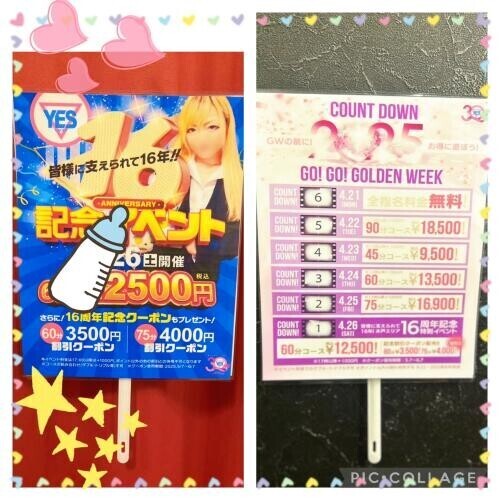 YES
16
皆様に支えられて16年!!
ANNIVERSARY
記念イベント
26土開催
2500円
税込
さらに!16周年記念クーポンもプレゼント!
60分 3500円 割引クーポン
75分 4000円 割引クーポン
COUNT DOWN
2025
GWの前に!
お得に遊ぼう!
GO! GO! GOLDEN WEEK
COUNT DOWN 6 4.21 (MON) 全指名料金無料!
COUNT DOWN 5 4.22 (TUE) 90分コース¥18,500!
COUNT DOWN 4 4.23 (WED) 45分コース¥9,500!
COUNT DOWN 3 4.24 (THU) 60分コース¥13,500!
COUNT DOWN 2 4.25 (FRI) 75分コース¥16,900!
COUNT DOWN 1 4.26 (SAT) 16周年記念 特別イベント
60分コース¥12,500!
PIC·COLLAGE